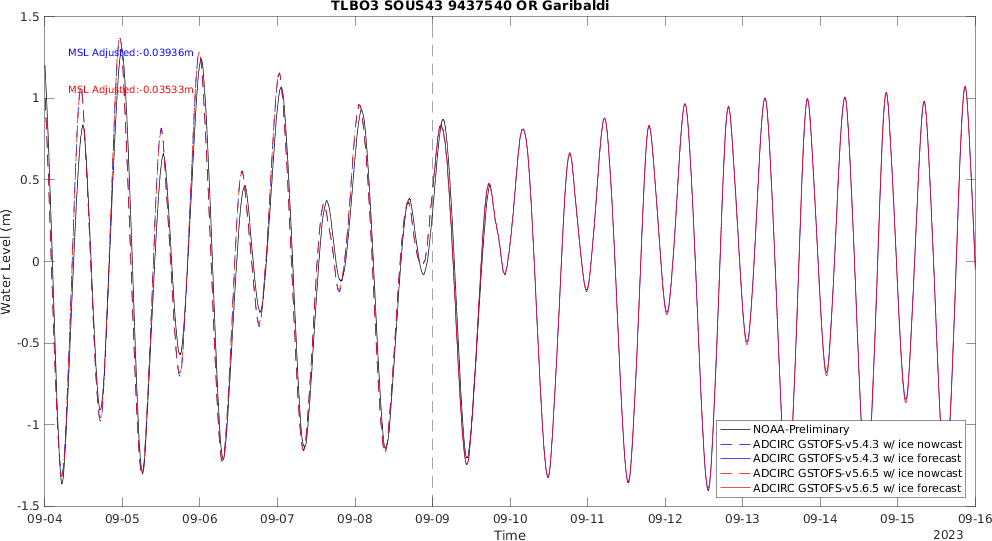 TLBO3 SOUS43 9437540 OR Garibaldi
1.5
MSL Adjusted:-0.03936m
MSL Adjusted:-0.03533m
1
0.5
0
-0.5
-1
-1.5
Water Level (m)
NOAA-Preliminary
ADCIRC GSTOFS-v5.4.3 w/ ice nowcast
ADCIRC GSTOFS-v5.4.3 w/ ice forecast
ADCIRC GSTOFS-v5.6.5 w/ ice nowcast
ADCIRC GSTOFS-v5.6.5 w/ ice forecast
09-04 09-05 09-06 09-07 09-08 09-09 09-10 09-11 09-12 09-13 09-14 09-15 09-16
Time
2023